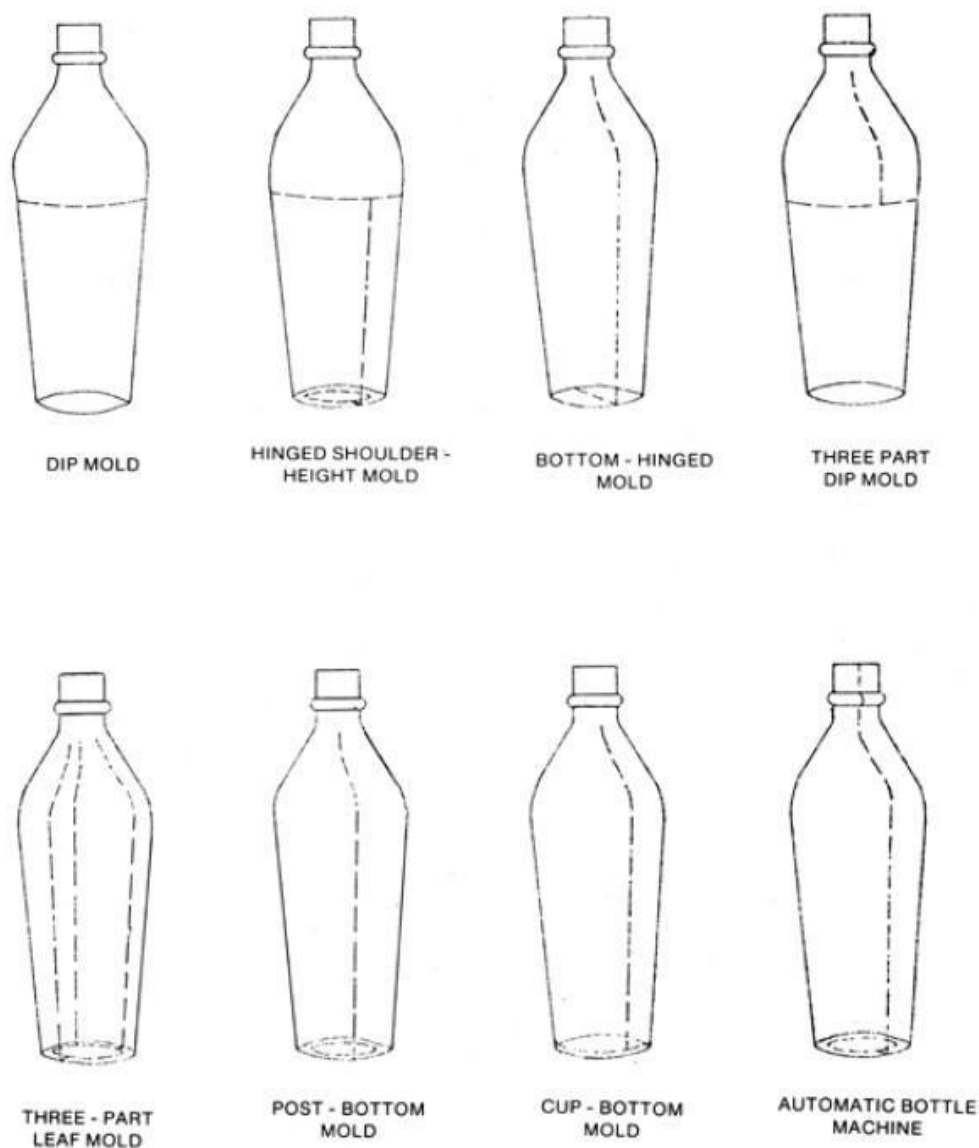 DIP MOLD
HINGED SHOULDER -
HEIGHT MOLD
BOTTOM - HINGED
MOLD
THREE PART
DIP MOLD
THREE - PART
LEAF MOLD
POST - BOTTOM
MOLD
CUP - BOTTOM
MOLD
AUTOMATIC BOTTLE
MACHINE